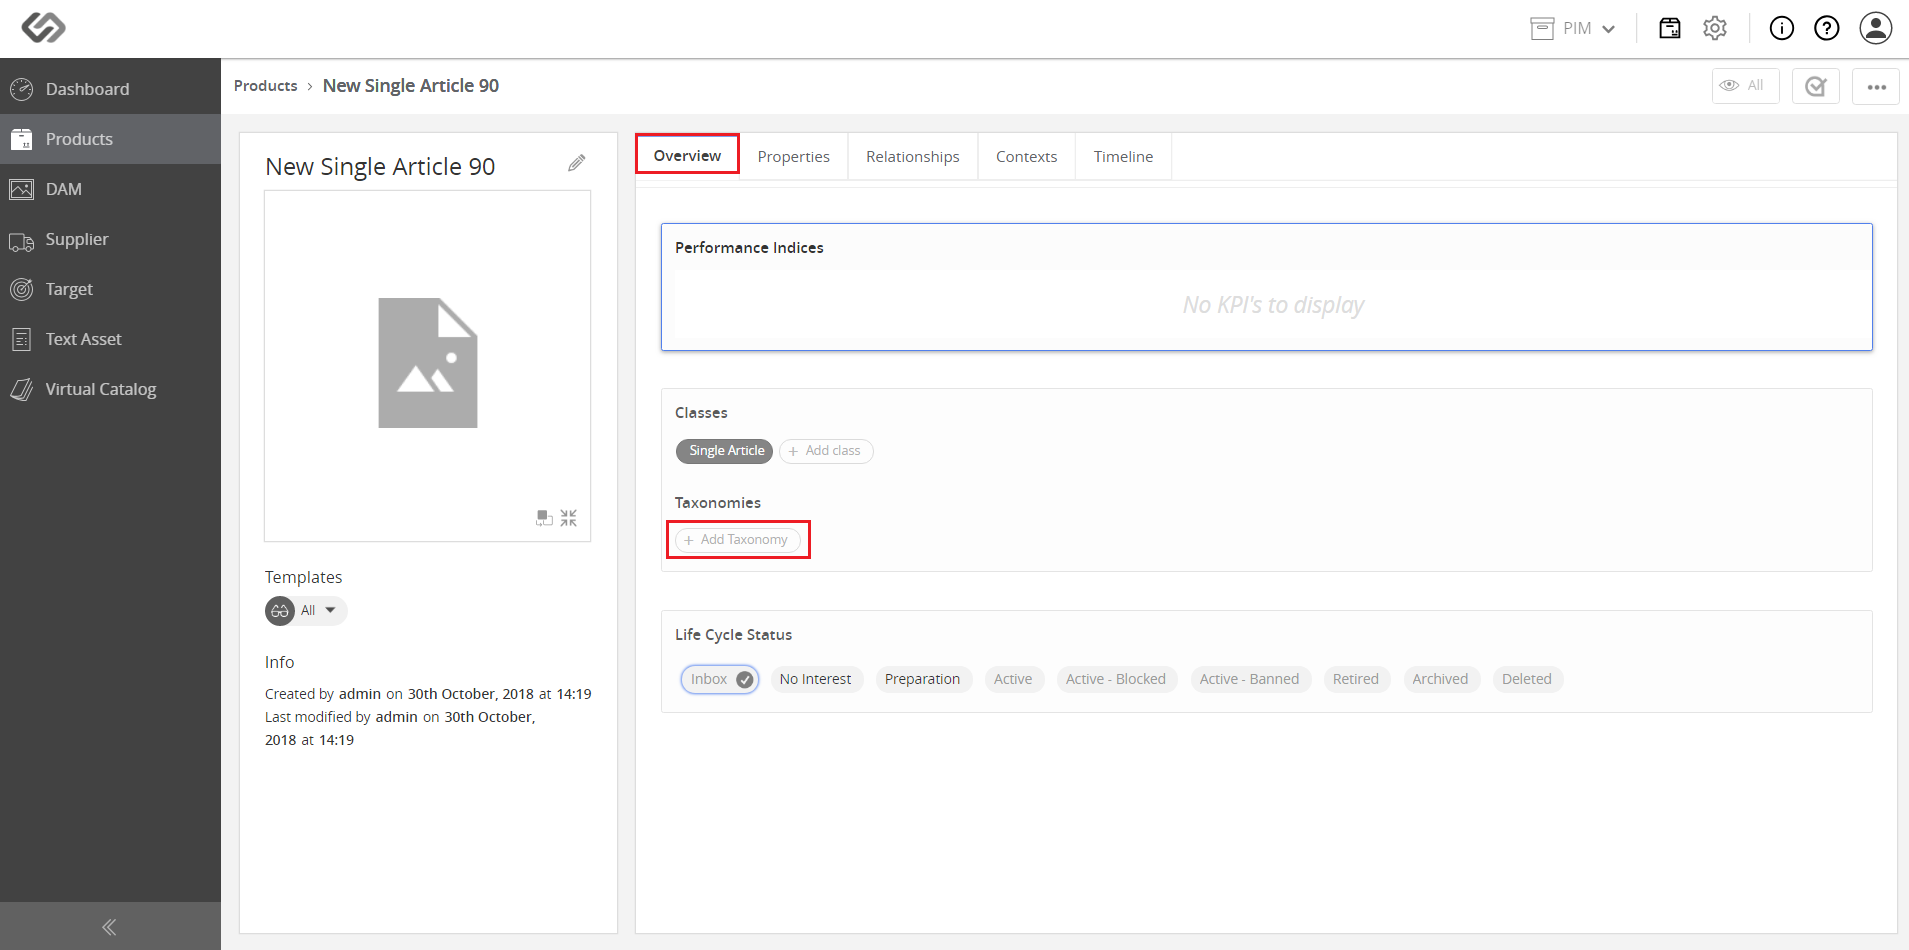 PIM
Dashboard
Products
DAM
Supplier
Target
Text Asset
Virtual Catalog
Products › New Single Article 90
All
New Single Article 90
Templates
All
Info
Created by admin on 30th October, 2018 at 14:19
Last modified by admin on 30th October,
2018 at 14:19
Overview
Properties
Relationships
Contexts
Timeline
Performance Indices
No KPI's to display
Classes
Single Article
+ Add class
Taxonomies
+ Add Taxonomy
Life Cycle Status
Inbox
No Interest
Preparation
Active
Active - Blocked
Active - Banned
Retired
Archived
Deleted